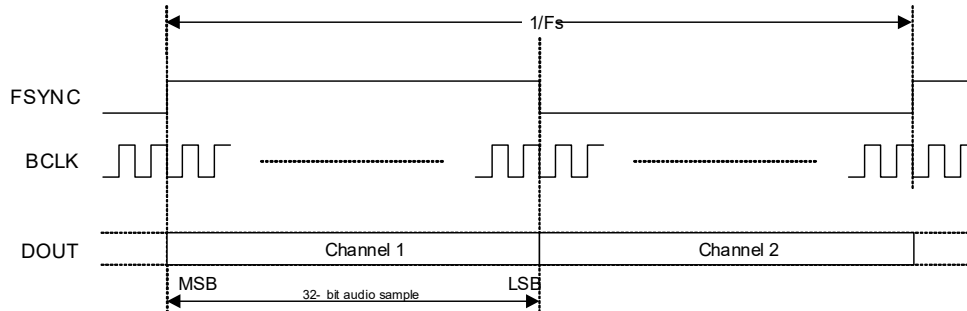 1/Fs
FSYNC
BCLK
DOUT
Channel 1
Channel 2
MSB
LSB
32- bit audio sample